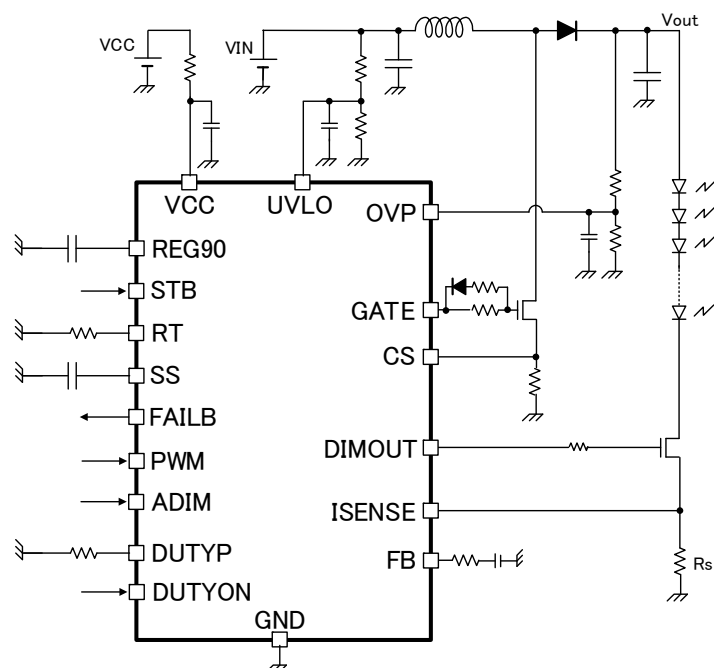 VCC
VIN
Vout
VCC
UVLO
OVP
REG90
STB
GATE
RT
CS
SS
FAILB
DIMOUT
PWM
ADIM
ISENSE
DUTYP
FB
Rs
DUTYON
GND